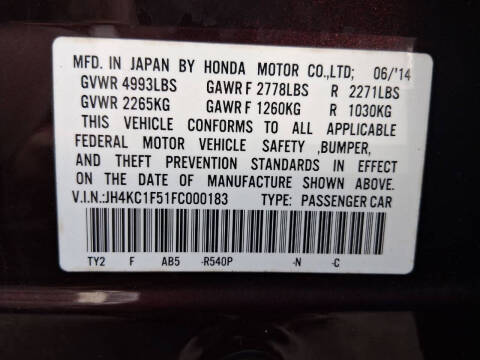 MFD. IN JAPAN BY HONDA MOTOR CO.,LTD; 06/'14
GVWR 4993LBS GAWR F 2778LBS R 2271LBS
GVWR 2265KG GAWR F 1260KG R 1030KG
THIS VEHICLE CONFORMS TO ALL APPLICABLE
FEDERAL MOTOR VEHICLE SAFETY ,BUMPER,
AND THEFT PREVENTION STANDARDS IN EFFECT
ON THE DATE OF MANUFACTURE SHOWN ABOVE.
V.I.N.:JH4KC1F51FC000183 TYPE: PASSENGER CAR
TY2 F AB5 -R540P -N -C